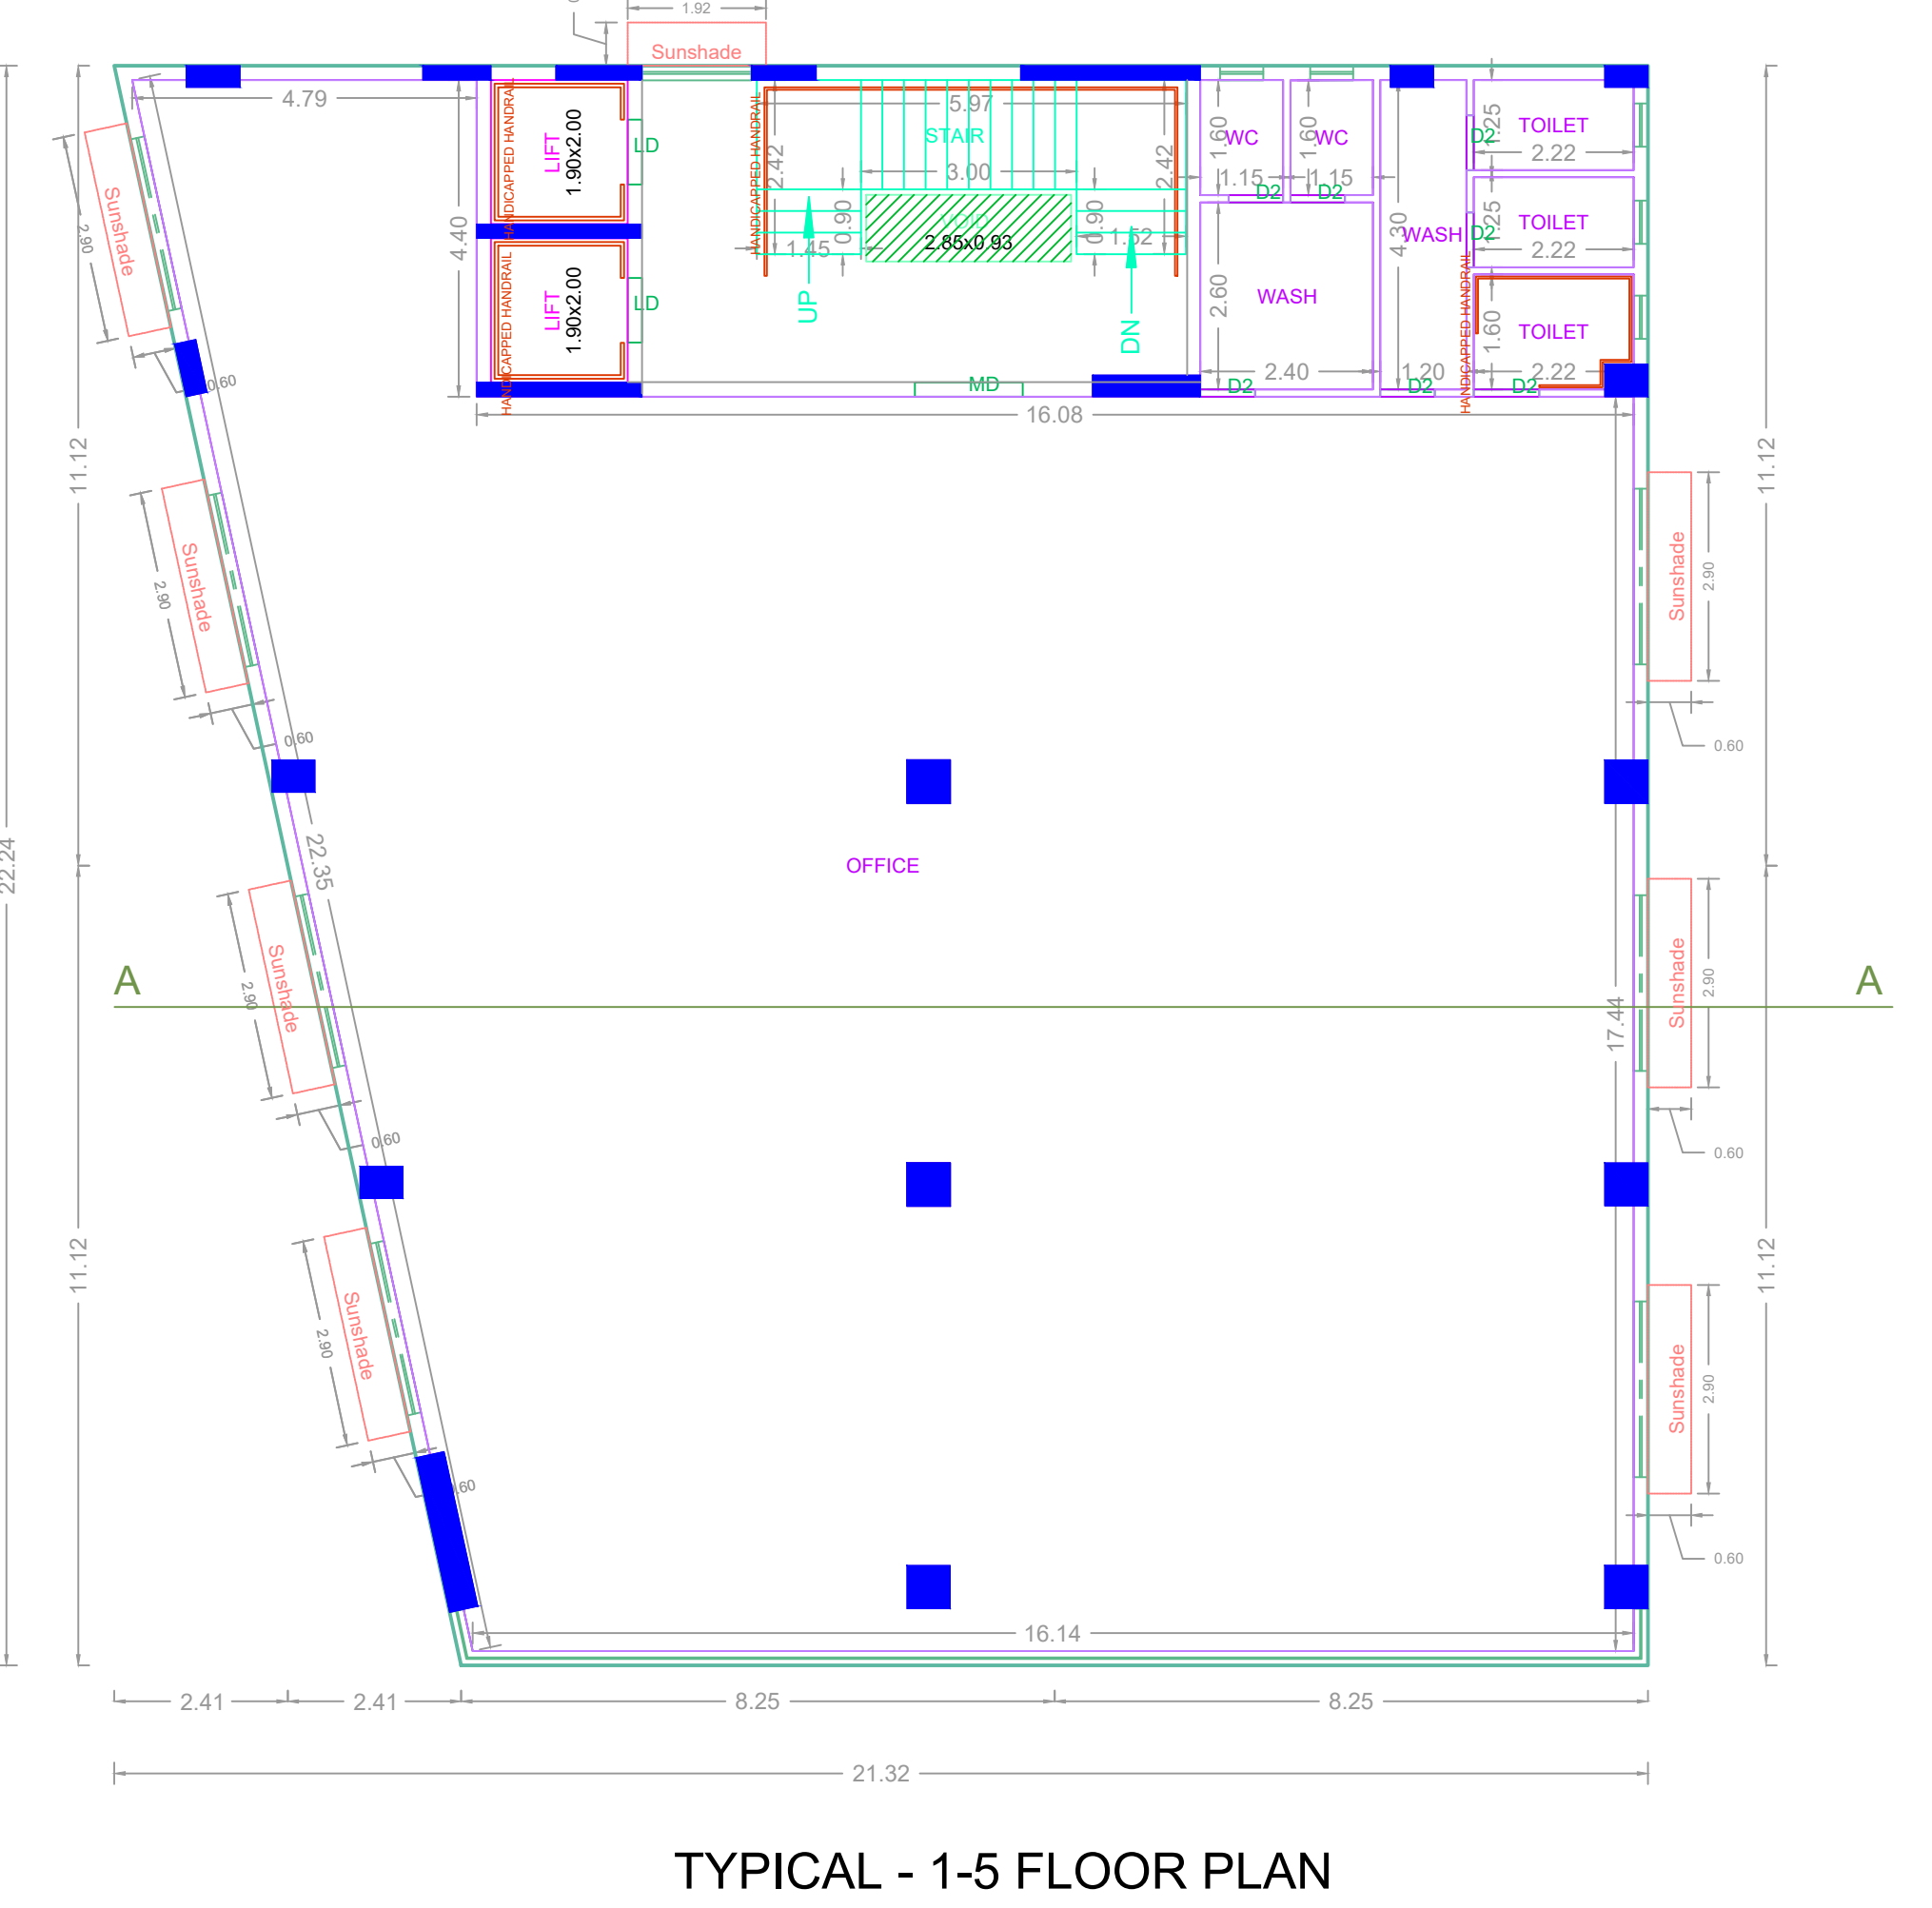 1.92
Sunshade
4.79
HANDICAPPED HANDRAIL
LIFT
1.90x2.00
LD
HANDICAPPED HANDRAIL
5.97
STAIR
3.00
2.42
2.42
0.90
0.90
VOID
2.85x0.93
1.45
1.52
UP
DN
1.60
WC
1.15
D2
1.60
WC
1.15
D2
4.30
WASH
1.20
D2
1.25
TOILET
D2
2.22
1.25
TOILET
D2
2.22
HANDICAPPED HANDRAIL
1.60
TOILET
2.22
D2
2.60
WASH
2.40
D2
4.40
HANDICAPPED HANDRAIL
LIFT
1.90x2.00
LD
MD
16.08
Sunshade
2.90
0.60
11.12
11.12
Sunshade
2.90
0.60
Sunshade
2.90
0.60
22.24
22.35
OFFICE
A
A
Sunshade
2.90
0.60
Sunshade
2.90
0.60
17.44
11.12
11.12
Sunshade
2.90
.60
Sunshade
2.90
0.60
16.14
2.41
2.41
8.25
8.25
21.32
TYPICAL - 1-5 FLOOR PLAN